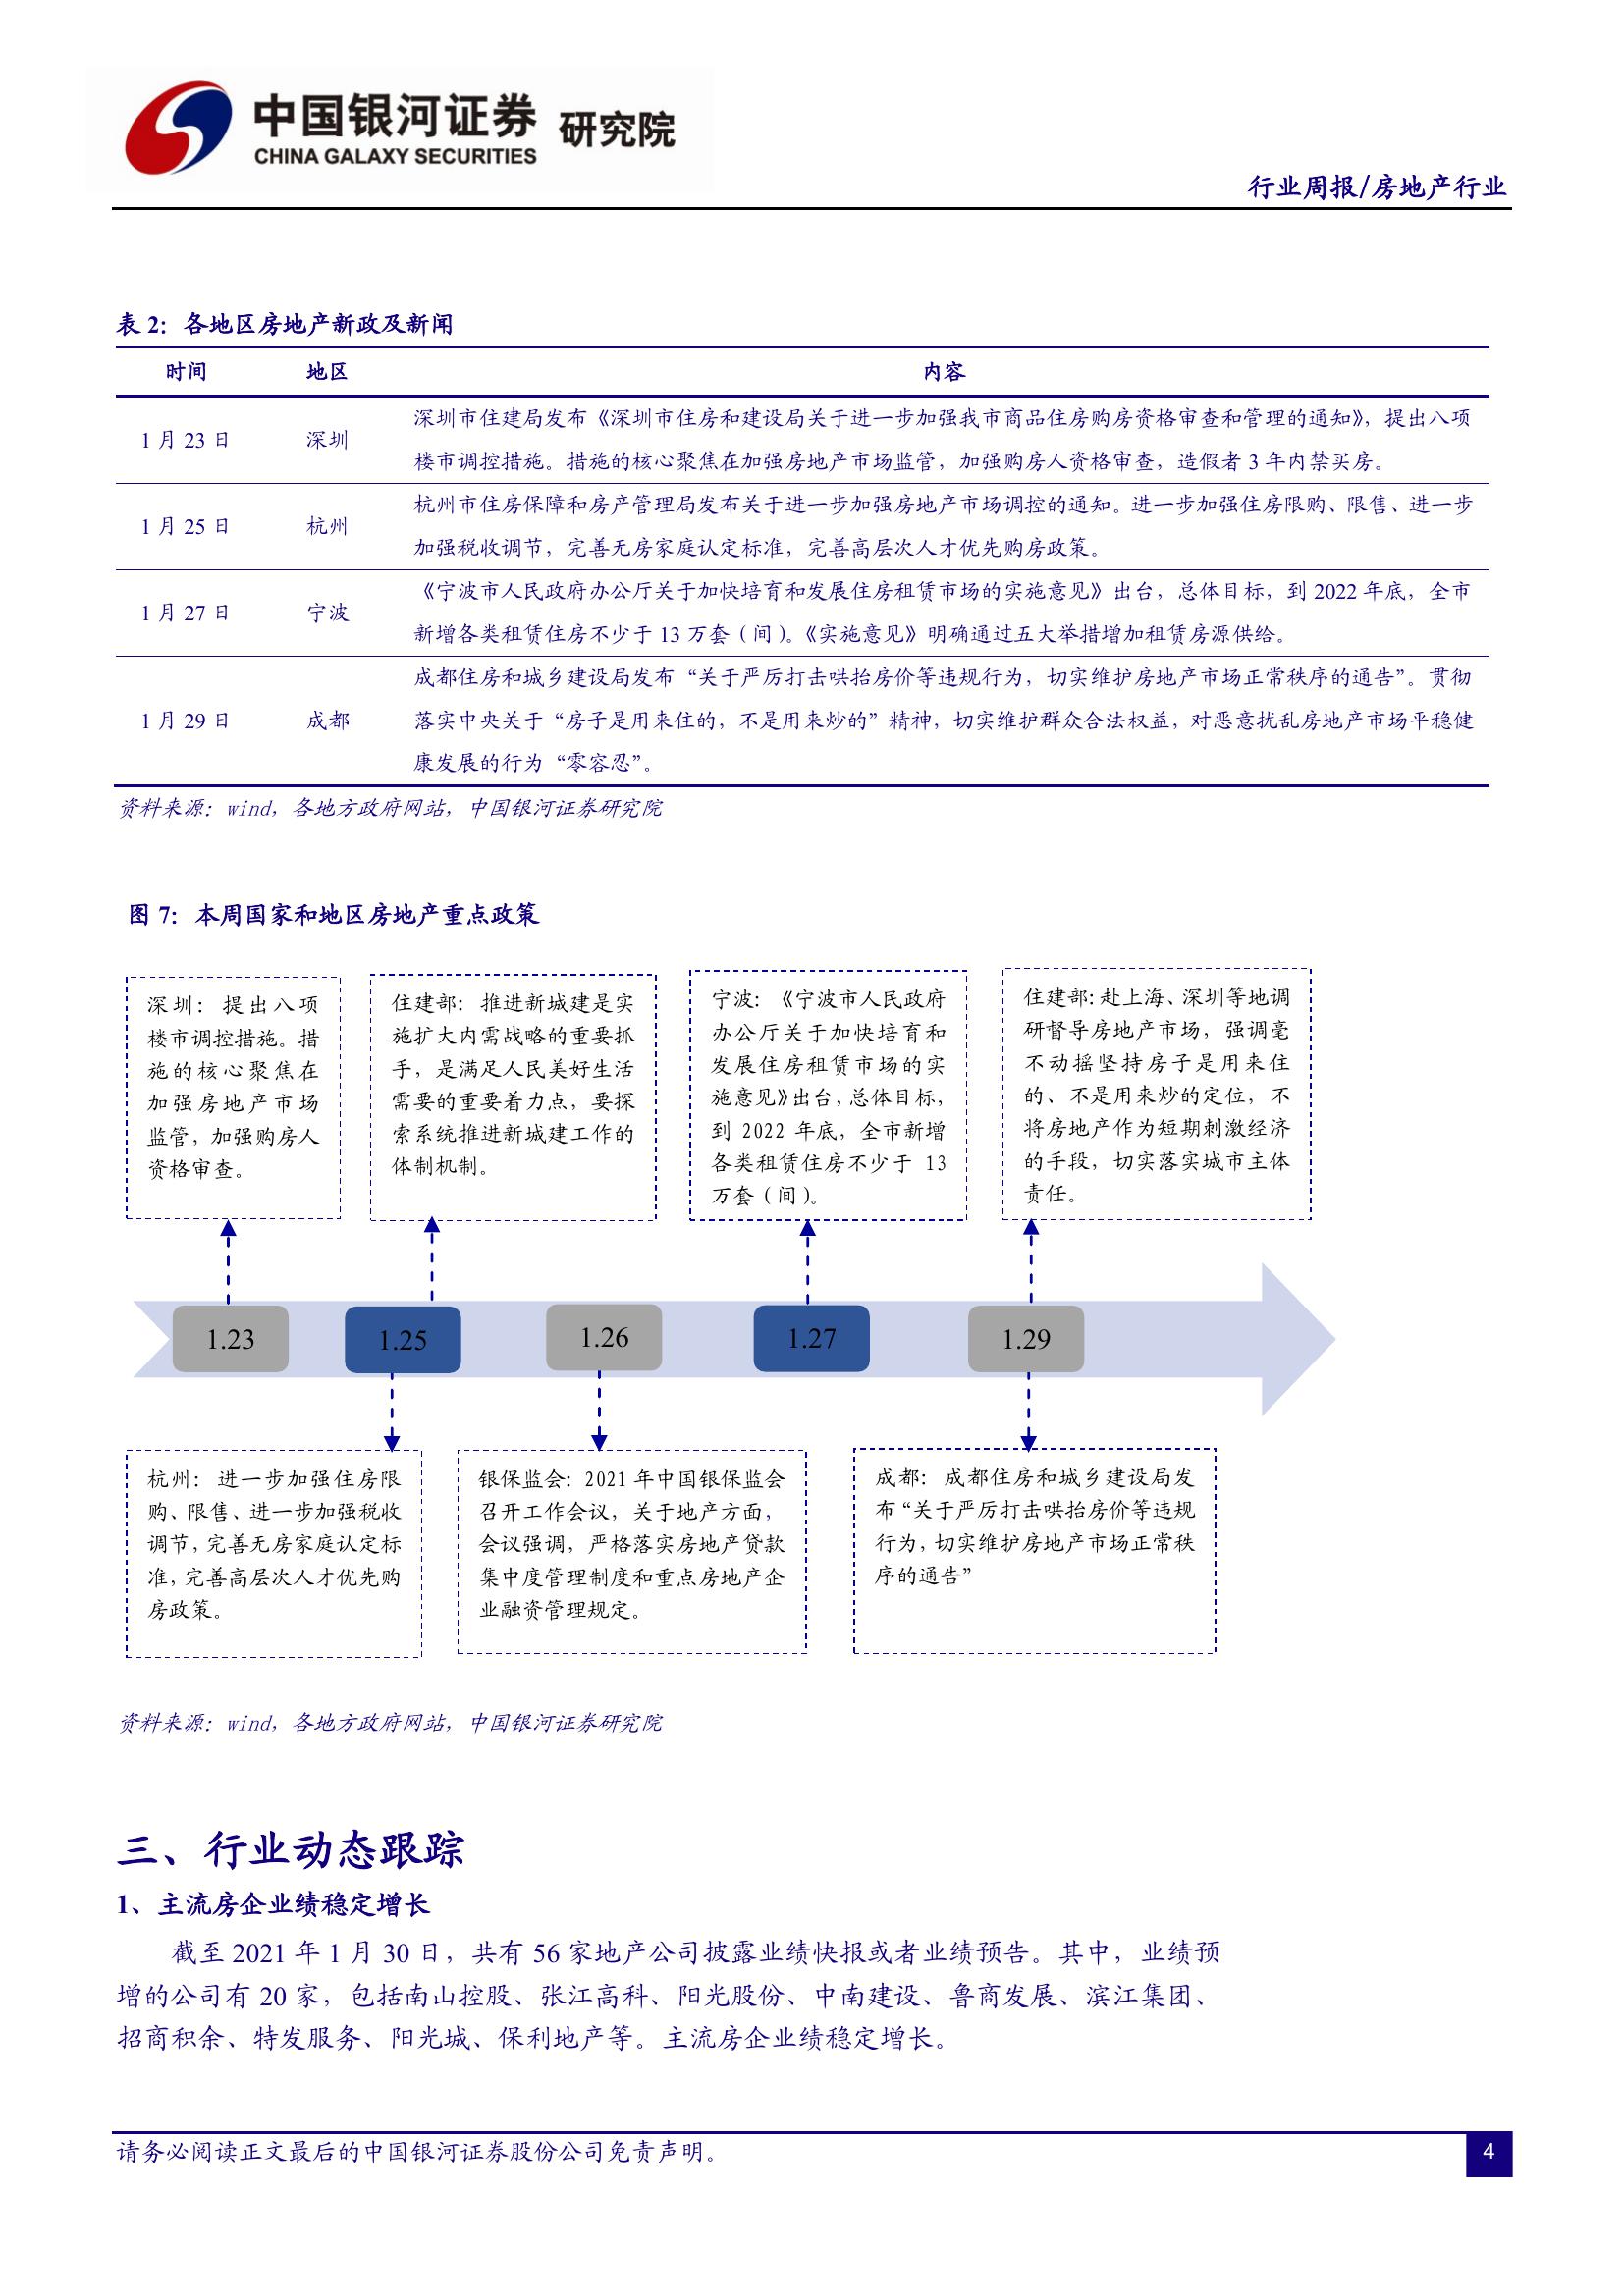 中国银河证券 研究院
CHINA GALAXY SECURITIES
行业周报/房地产行业
表 2：各地区房地产新政及新闻
时间 地区 内容
1 月 23 日 深圳 深圳市住建局发布《深圳市住房和建设局关于进一步加强我市商品住房购房资格审查和管理的通知》，提出八项
楼市调控措施。措施的核心聚焦在加强房地产市场监管，加强购房人资格审查，造假者 3 年内禁买房。
1 月 25 日 杭州 杭州市住房保障和房产管理局发布关于进一步加强房地产市场调控的通知。进一步加强住房限购、限售、进一步
加强税收调节，完善无房家庭认定标准，完善高层次人才优先购房政策。
1 月 27 日 宁波 《宁波市人民政府办公厅关于加快培育和发展住房租赁市场的实施意见》出台，总体目标，到 2022 年底，全市
新增各类租赁住房不少于 13 万套（间）。《实施意见》明确通过五大举措增加租赁房源供给。
1 月 29 日 成都 成都住房和城乡建设局发布“关于严厉打击哄抬房价等违规行为，切实维护房地产市场正常秩序的通告”。贯彻
落实中央关于“房子是用来住的，不是用来炒的”精神，切实维护群众合法权益，对恶意扰乱房地产市场平稳健
康发展的行为“零容忍”。
资料来源：wind，各地方政府网站，中国银河证券研究院
图 7：本周国家和地区房地产重点政策
深圳：提出八项
楼市调控措施。措
施的核心聚焦在
加强房地产市场
监管，加强购房人
资格审查。
住建部：推进新城建是实
施扩大内需战略的重要抓
手，是满足人民美好生活
需要的重要着力点，要探
索系统推进新城建工作的
体制机制。
宁波：《宁波市人民政府
办公厅关于加快培育和
发展住房租赁市场的实
施意见》出台，总体目标，
到 2022 年底，全市新增
各类租赁住房不少于 13
万套（间）。
住建部：赴上海、深圳等地调
研督导房地产市场，强调毫
不动摇坚持房子是用来住
的、不是用来炒的定位，不
将房地产作为短期刺激经济
的手段，切实落实城市主体
责任。
1.23 1.25 1.26 1.27 1.29
杭州：进一步加强住房限
购、限售、进一步加强税收
调节，完善无房家庭认定标
准，完善高层次人才优先购
房政策。
银保监会：2021 年中国银保监会
召开工作会议，关于地产方面，
会议强调，严格落实房地产贷款
集中度管理制度和重点房地产企
业融资管理规定。
成都：成都住房和城乡建设局发
布“关于严厉打击哄抬房价等违规
行为，切实维护房地产市场正常秩
序的通告”
资料来源：wind，各地方政府网站，中国银河证券研究院
三、行业动态跟踪
1、主流房企业绩稳定增长
截至 2021 年 1 月 30 日，共有 56 家地产公司披露业绩快报或者业绩预告。其中，业绩预
增的公司有 20 家，包括南山控股、张江高科、阳光股份、中南建设、鲁商发展、滨江集团、
招商积余、特发服务、阳光城、保利地产等。主流房企业绩稳定增长。
请务必阅读正文最后的中国银河证券股份公司免责声明。
4